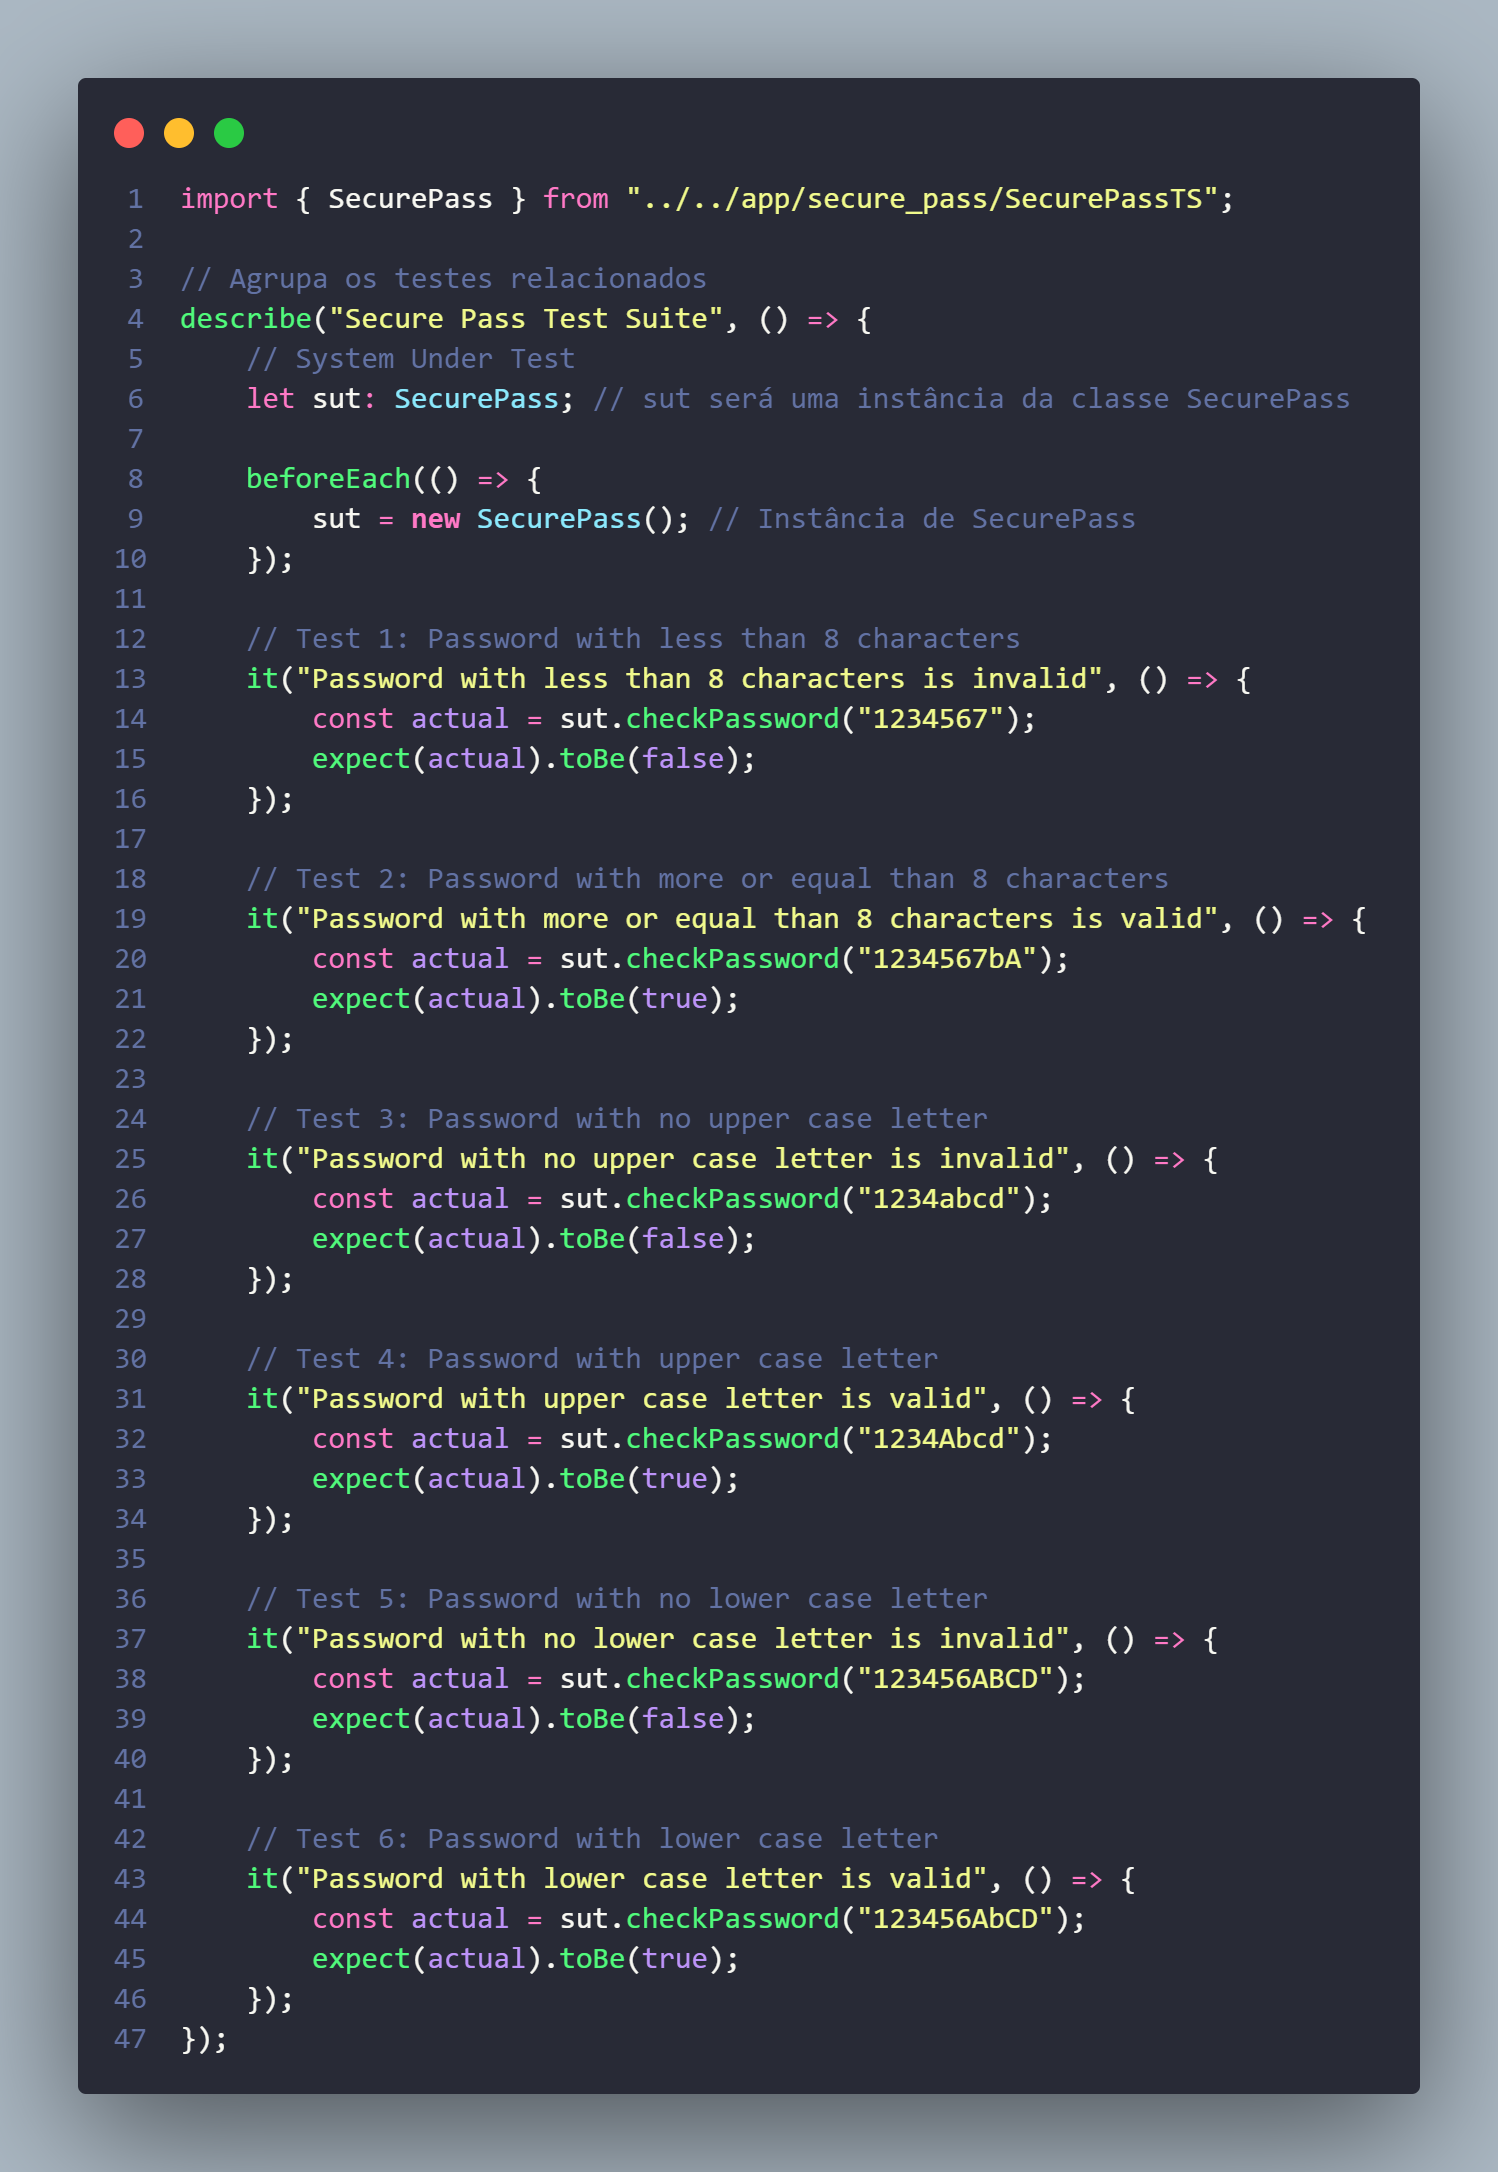 1 import { SecurePass } from "../../app/secure_pass/SecurePassTS";
2
3 // Agrupa os testes relacionados
4 describe("Secure Pass Test Suite", () => {
5     // System Under Test
6     let sut: SecurePass; // sut será uma instância da classe SecurePass
7
8     beforeEach(() => {
9         sut = new SecurePass(); // Instância de SecurePass
10     });
11
12     // Test 1: Password with less than 8 characters
13     it("Password with less than 8 characters is invalid", () => {
14         const actual = sut.checkPassword("1234567");
15         expect(actual).toBe(false);
16     });
17
18     // Test 2: Password with more or equal than 8 characters
19     it("Password with more or equal than 8 characters is valid", () => {
20         const actual = sut.checkPassword("1234567bA");
21         expect(actual).toBe(true);
22     });
23
24     // Test 3: Password with no upper case letter
25     it("Password with no upper case letter is invalid", () => {
26         const actual = sut.checkPassword("1234abcd");
27         expect(actual).toBe(false);
28     });
29
30     // Test 4: Password with upper case letter
31     it("Password with upper case letter is valid", () => {
32         const actual = sut.checkPassword("1234Abcd");
33         expect(actual).toBe(true);
34     });
35
36     // Test 5: Password with no lower case letter
37     it("Password with no lower case letter is invalid", () => {
38         const actual = sut.checkPassword("123456ABCD");
39         expect(actual).toBe(false);
40     });
41
42     // Test 6: Password with lower case letter
43     it("Password with lower case letter is valid", () => {
44         const actual = sut.checkPassword("123456AbCD");
45         expect(actual).toBe(true);
46     });
47 });